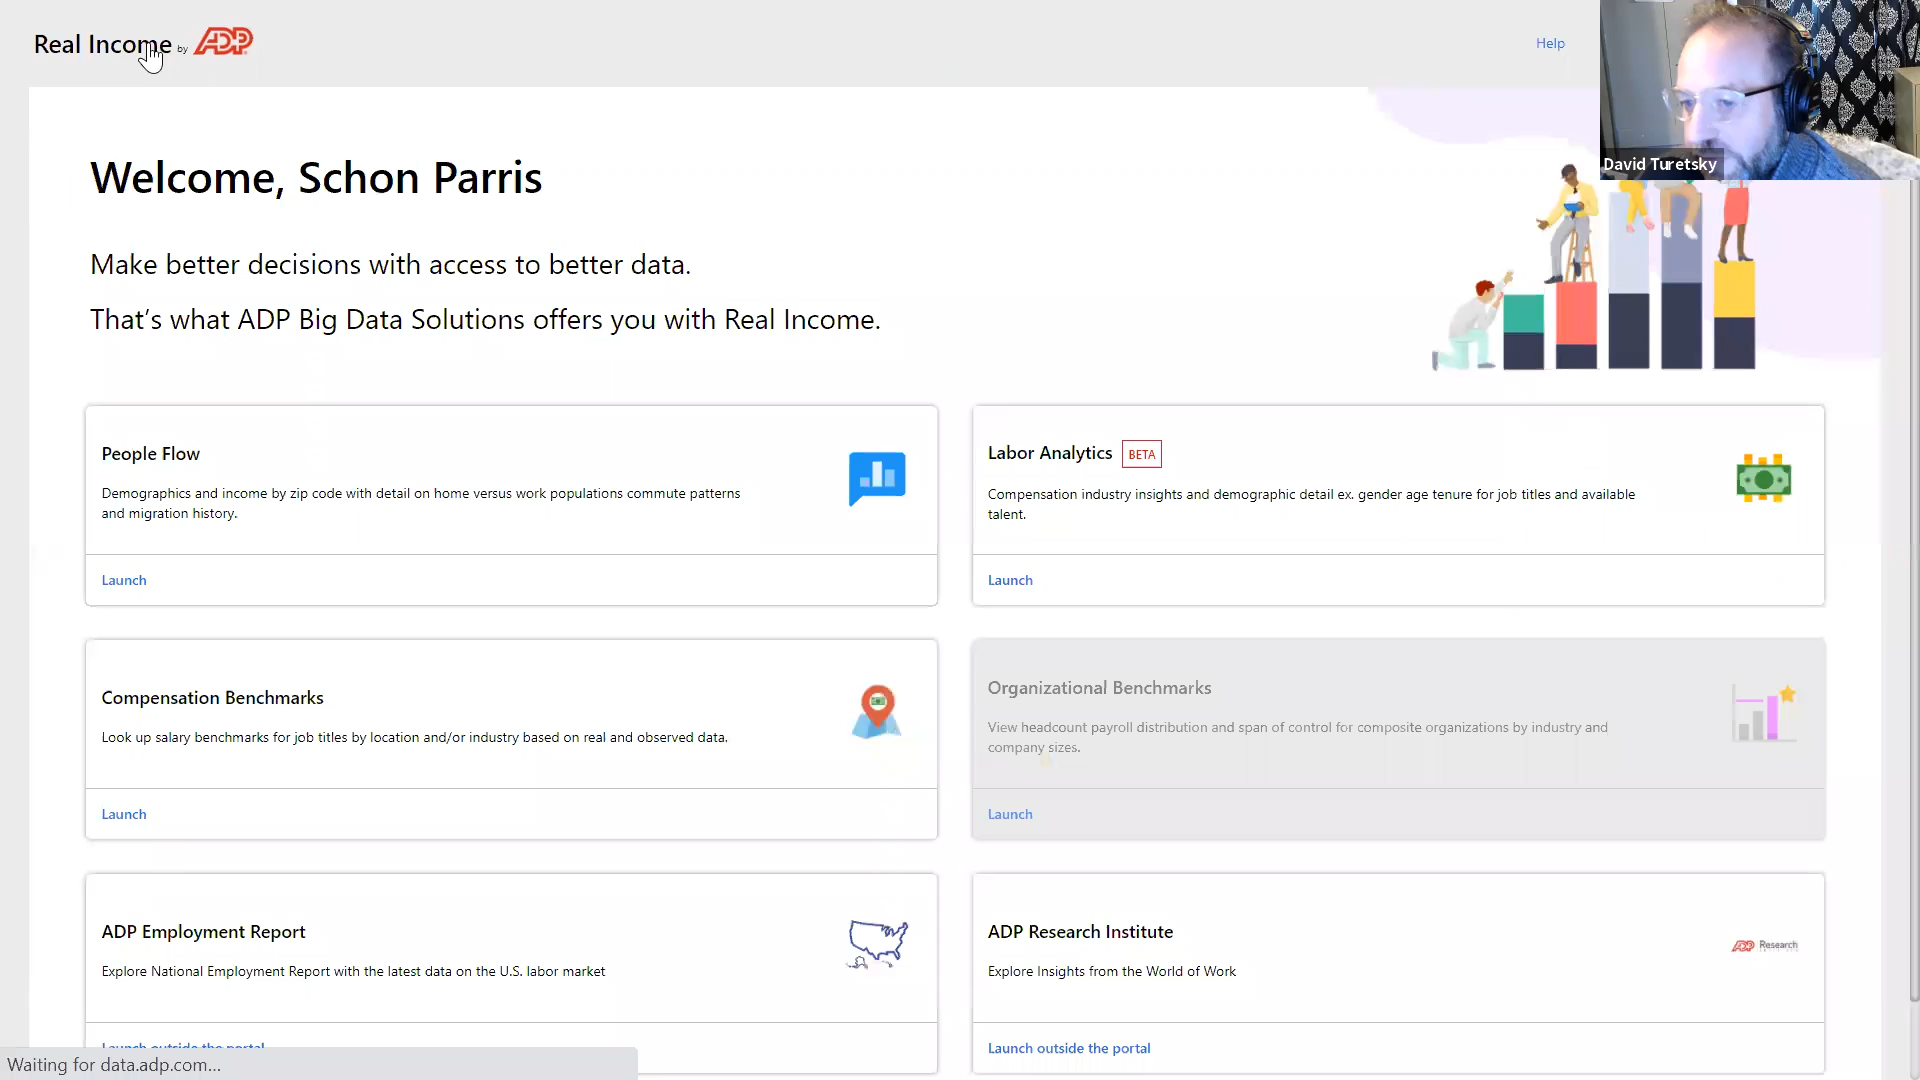 Real Income by ADP
Help
David Turetsky
Welcome, Schon Parris
Make better decisions with access to better data.
That's what ADP Big Data Solutions offers you with Real Income.
People Flow
Demographics and income by zip code with detail on home versus work populations commute patterns
and migration history.
Launch
Labor Analytics BETA
Compensation industry insights and demographic detail ex. gender age tenure for job titles and available
talent.
Launch
Compensation Benchmarks
Look up salary benchmarks for job titles by location and/or industry based on real and observed data.
Launch
Organizational Benchmarks
View headcount payroll distribution and span of control for composite organizations by industry and
company sizes.
Launch
ADP Employment Report
Explore National Employment Report with the latest data on the U.S. labor market
Launch outside the portal
ADP Research Institute
Explore Insights from the World of Work
ADP Research
Launch outside the portal
Waiting for data.adp.com...